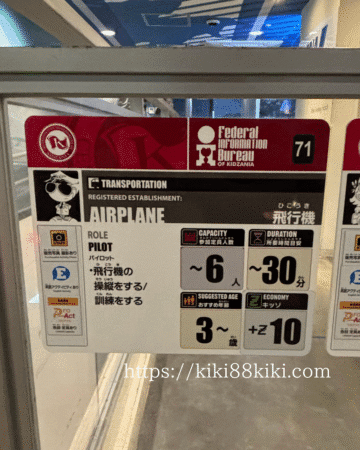 Federal
INFORMATION
Bureau
OF KIDZANIA
71
TRANSPORTATION
REGISTERED ESTABLISHMENT:
AIRPLANE
ひこうき
飛行機
ROLE
PILOT
パイロット
・飛行機の
操縦をする/
訓練をする
CAPACITY
参加定員人数
~6人
DURATION
所要時間目安
~30分
SUGGESTED AGE
おすすめ年齢
3~歳
ECONOMY
キッゾ
+Z10
E
Act
https://kiki88kiki.com